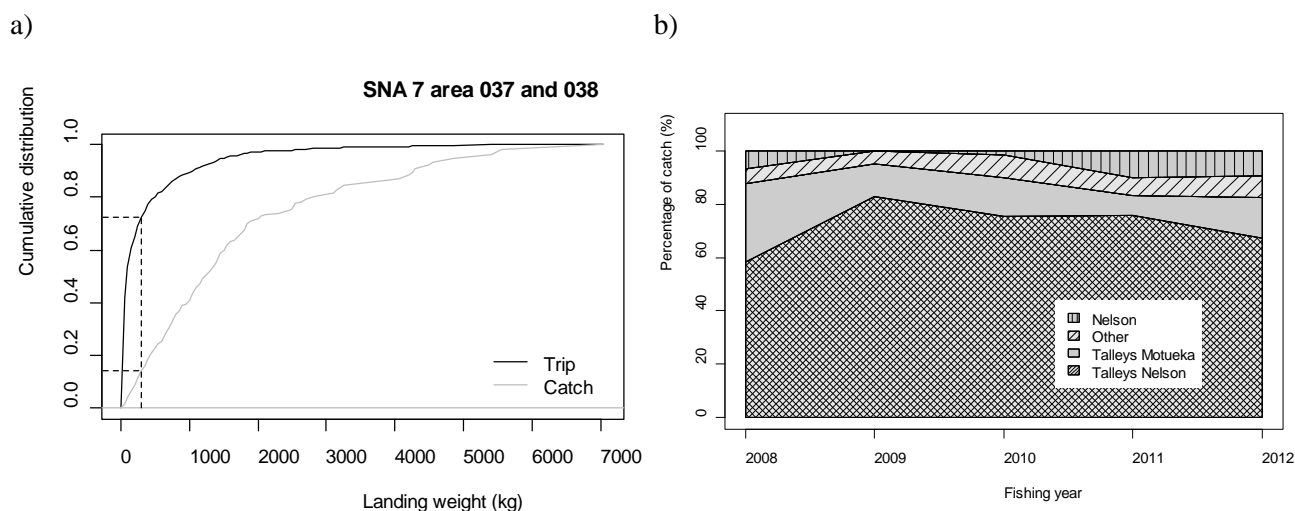 a)
SNA 7 area 037 and 038
Cumulative distribution
1.0
0.8
0.6
0.4
0.2
0.0
Trip
Catch
0 1000 2000 3000 4000 5000 6000 7000
Landing weight (kg)
b)
Percentage of catch (%)
100
80
60
40
20
0
Nelson
Other
Talleys Motueka
Talleys Nelson
2008 2009 2010 2011 2012
Fishing year